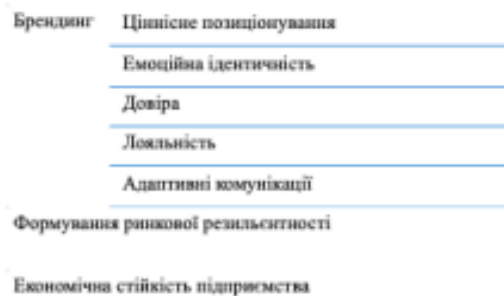 Брендинг Ціннісне позиціонування
Емоційна ідентичність
Довіра
Лояльність
Адаптивні комунікації
Формування ринкової резильєнтності
Економічна стійкість підприємства